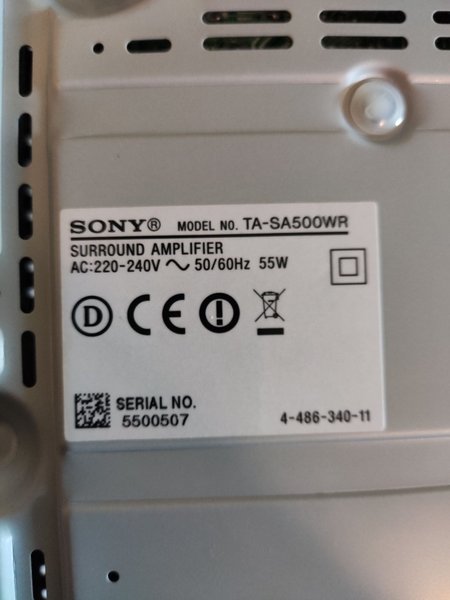 SONY® MODEL NO. TA-SA500WR
SURROUND AMPLIFIER
AC:220-240V ~ 50/60Hz 55W
D CE
SERIAL NO.
5500507 4-486-340-11